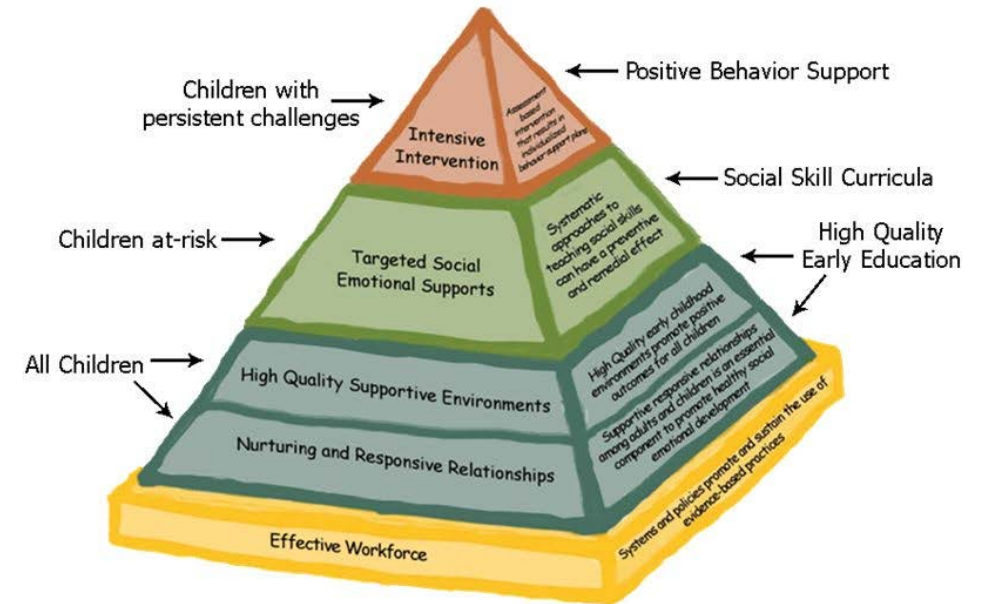 Children with
persistent challenges
Positive Behavior Support
Intensive
Intervention
Assessment
based
intervention
that results in
individualized
behavior support plans
Children at-risk
Social Skill Curricula
Targeted Social
Emotional Supports
Systematic
approaches to
teaching social skills
can have a preventive
and remedial effect
High Quality
Early Education
All Children
High Quality Supportive Environments
High Quality early childhood
environments promote positive
outcomes for all children
Nurturing and Responsive Relationships
Supportive responsive relationships
among adults and children is an essential
component to promote healthy social
emotional development
Effective Workforce
Systems and policies promote and sustain the use of
evidence-based practices